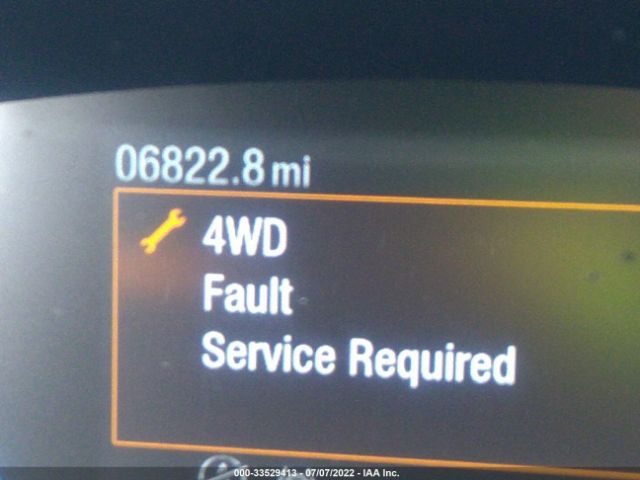 06822.8 mi
4WD
Fault
Service Required
000-33529413 - 07/07/2022 - IAA Inc.